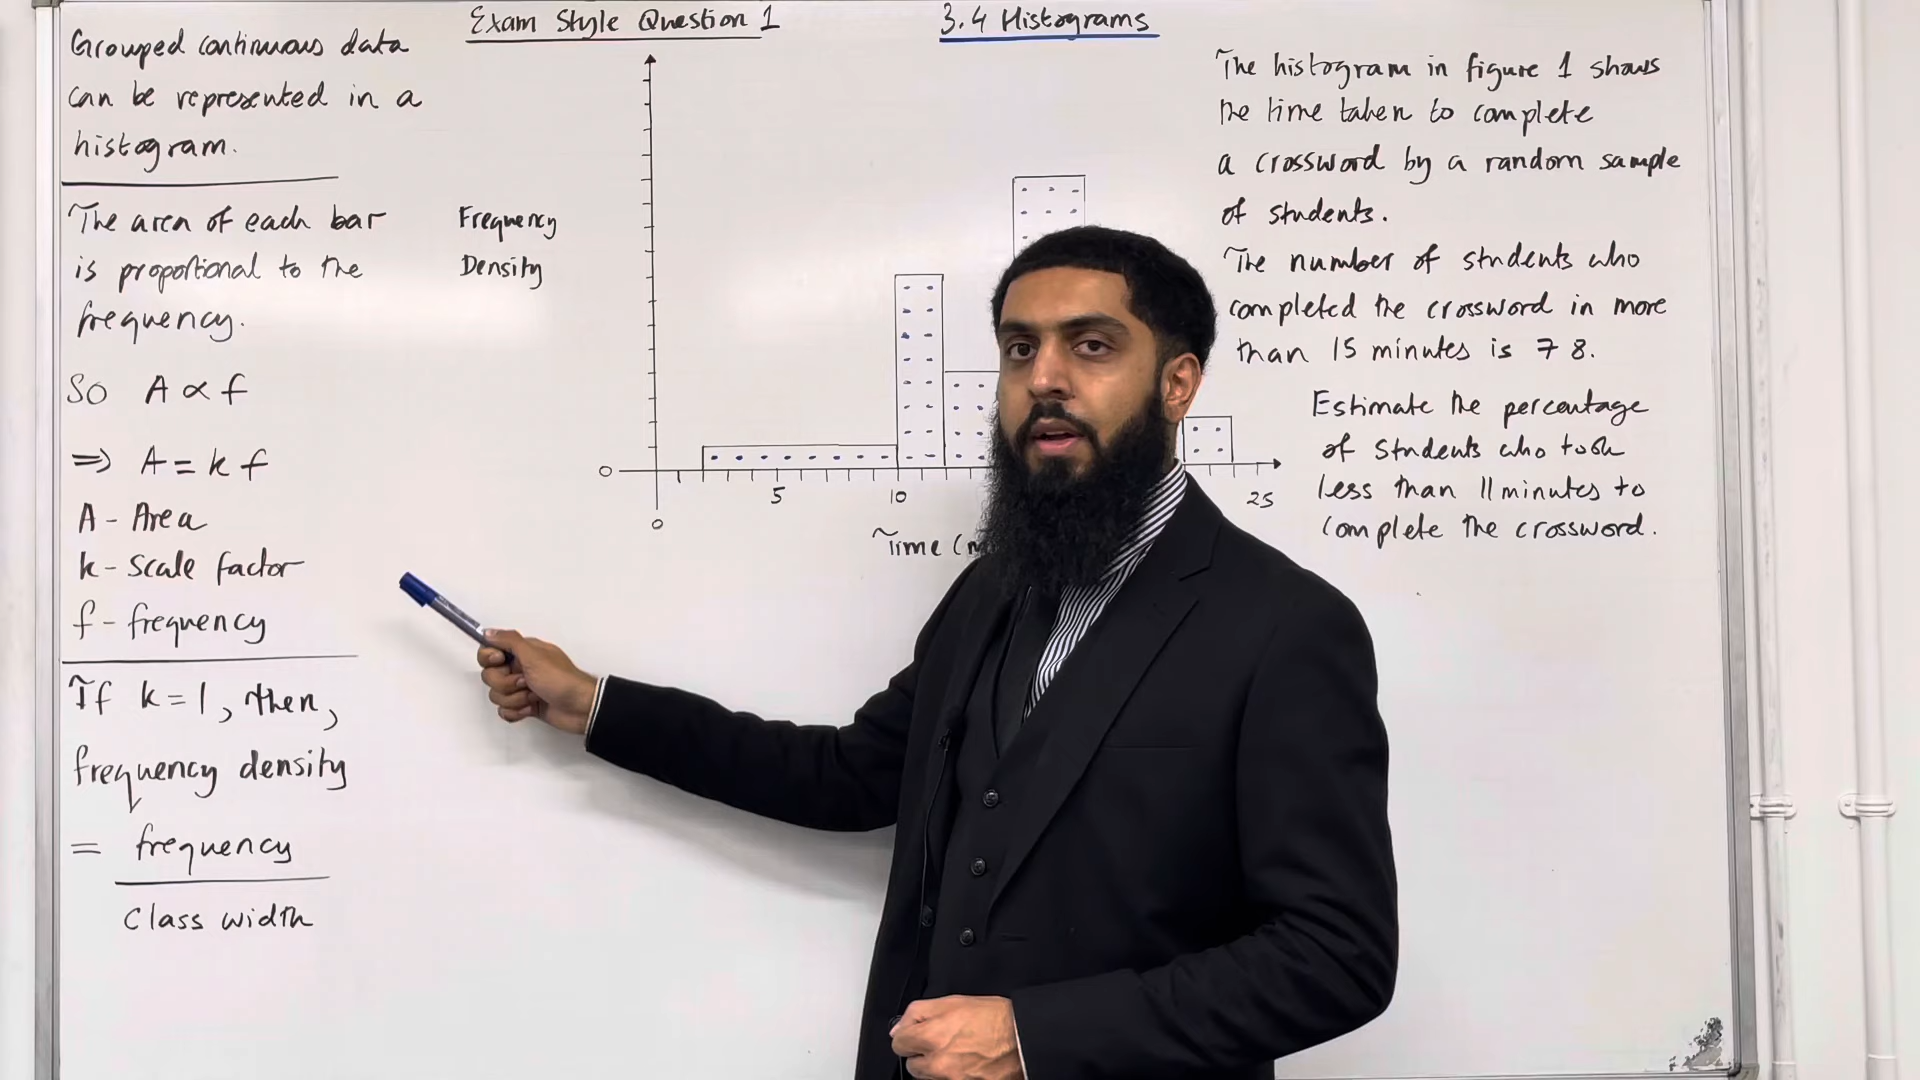 Exam Style Question 1
3.4 Histograms
Grouped continuous data
can be represented in a
histogram.
The area of each bar
is proportional to the
frequency.
So A ∝ f
⇒ A = k f
A - Area
k - scale factor
f - frequency
If k = 1, then,
frequency density
= frequency
class width
Frequency
Density
0
0
5
10
25
Time (m
The histogram in figure 1 shows
the time taken to complete
a crossword by a random sample
of students.
The number of students who
completed the crossword in more
than 15 minutes is 78.
Estimate the percentage
of students who took
less than 11 minutes to
complete the crossword.